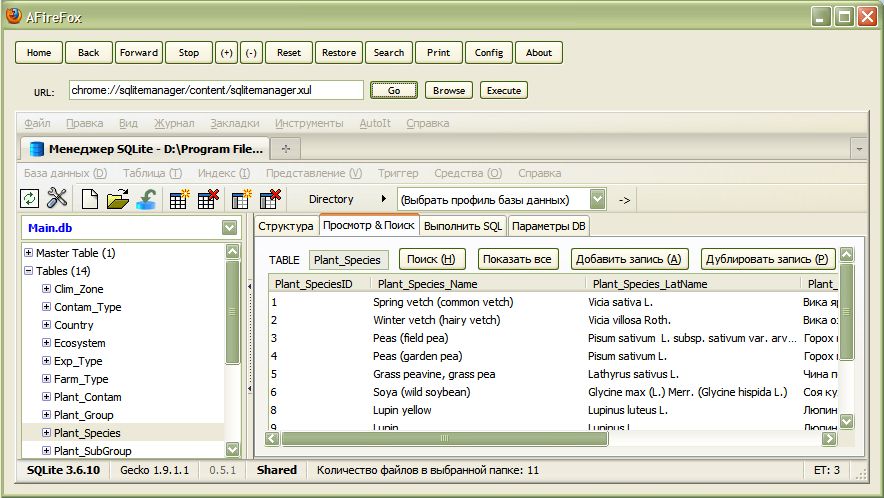 AFireFox
Home Back Forward Stop (+) (-) Reset Restore Search Print Config About
URL: chrome://sqlitemanager/content/sqlitemanager.xul Go Browse Execute
Файл Правка Вид Журнал Закладки Инструменты AutoIt Справка
Менеджер SQLite - D:\Program File...
База данных (D) Таблица (T) Индекс (I) Представление (V) Триггер Средства (O) Справка
Directory (Выбрать профиль базы данных) ->
Main.db
Master Table (1)
Tables (14)
Clim_Zone
Contam_Type
Country
Ecosystem
Exp_Type
Farm_Type
Plant_Contam
Plant_Group
Plant_Species
Plant_SubGroup
Структура Просмотр & Поиск Выполнить SQL Параметры DB
TABLE Plant_Species Поиск (H) Показать все Добавить запись (A) Дублировать запись (P)
Plant_SpeciesID Plant_Species_Name Plant_Species_LatName Plant_
1 Spring vetch (common vetch) Vicia sativa L. Вика яр
2 Winter vetch (hairy vetch) Vicia villosa Roth. Вика оз
3 Peas (field pea) Pisum sativum L. subsp. sativum var. arv... Горох
4 Peas (garden pea) Pisum sativum L. Горох
5 Grass peavine, grass pea Lathyrus sativus L. Чина п
6 Soya (wild soybean) Glycine max (L.) Merr. (Glycine hispida L.) Соя ку
8 Lupin yellow Lupinus luteus L. Люпин
9 Lupin Lupinus L. Люпин
SQLite 3.6.10 Gecko 1.9.1.1 0.5.1 Shared Количество файлов в выбранной папке: 11 ET: 3